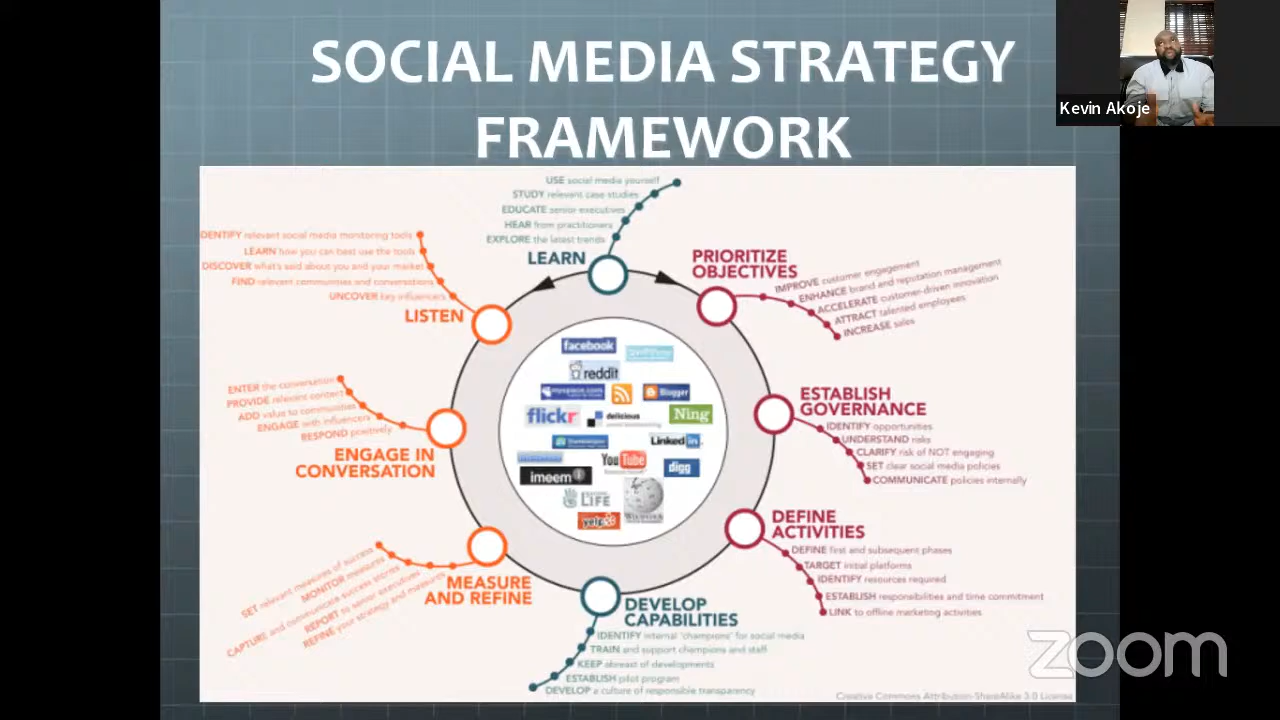 SOCIAL MEDIA STRATEGY
FRAMEWORK
Kevin Akoje
USE social media yourself
STUDY relevant case studies
EDUCATE senior executives
HEAR from practitioners
EXPLORE the latest trends
LEARN
PRIORITIZE
OBJECTIVES
IMPROVE customer engagement
ENHANCE brand and reputation management
ACCELERATE customer-driven innovation
ATTRACT talented employees
INCREASE sales
ESTABLISH
GOVERNANCE
IDENTIFY opportunities
UNDERSTAND risks
CLARIFY risk of NOT engaging
SET clear social media policies
COMMUNICATE policies internally
DEFINE
ACTIVITIES
DEFINE first and subsequent phases
TARGET initial platforms
IDENTIFY resources required
ESTABLISH responsibilities and time commitment
LINK to offline marketing activities
DEVELOP
CAPABILITIES
IDENTIFY internal 'champions' for social media
TRAIN and support champions and staff
KEEP abreast of developments
ESTABLISH pilot program
DEVELOP a culture of responsible transparency
MEASURE
AND REFINE
SET relevant measures of success
MONITOR measures
CAPTURE and communicate success stories
REPORT to senior executives
REFINE your strategy and measures
ENGAGE IN
CONVERSATION
ENTER the conversation
PROVIDE relevant content
ADD value to communities
ENGAGE with influencers
RESPOND positively
LISTEN
DENTIFY relevant social media monitoring tools
LEARN how you can best use the tools
DISCOVER what's said about you and your market
FIND relevant communities and conversations
UNCOVER key influencers
facebook
reddit
myspace.com
Blogger
flickr
delicious
Ning
Linked in
YouTube
digg
imeem
LIFE
yelp
WIKIPEDIA
Creative Commons Attribution-ShareAlike 3.0 License
zoom